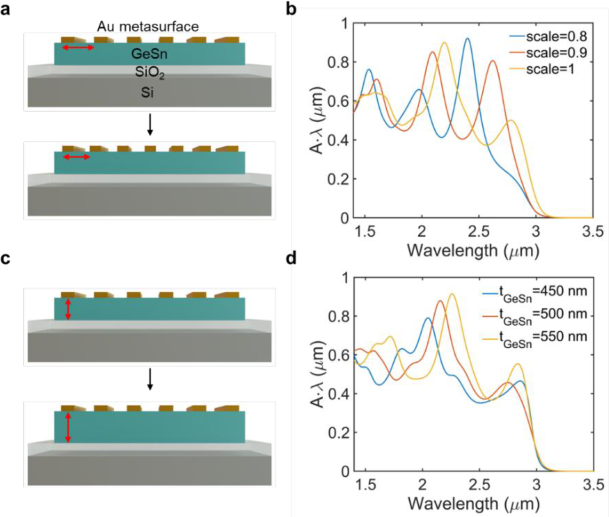 a
Au metasurface
GeSn
SiO₂
Si
b
A·λ (μm)
1
0.8
0.6
0.4
0.2
0
1.5 2 2.5 3 3.5
Wavelength (μm)
scale=0.8
scale=0.9
scale=1
c
d
A·λ (μm)
1
0.8
0.6
0.4
0.2
0
1.5 2 2.5 3 3.5
Wavelength (μm)
t_GeSn=450 nm
t_GeSn=500 nm
t_GeSn=550 nm